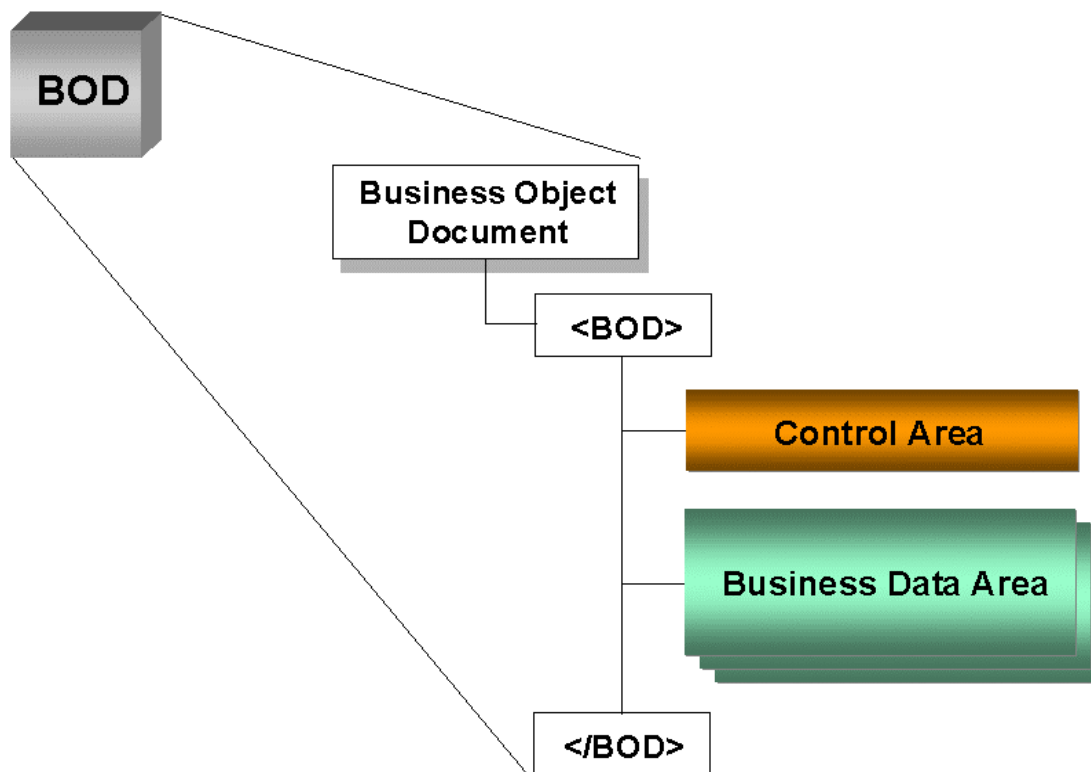 BOD
Business Object
Document
<BOD>
Control Area
Business Data Area
</BOD>